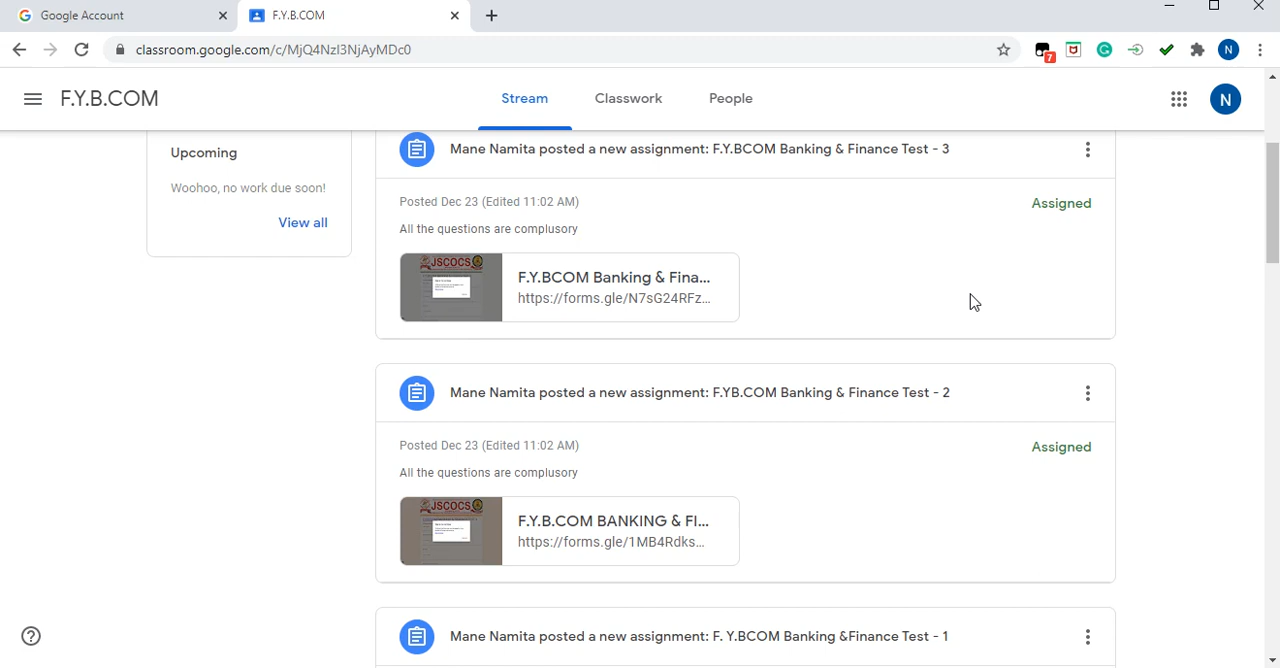 Google Account
F.Y.B.COM
classroom.google.com/c/MjQ4NzI3NjAyMDc0
7
N
F.Y.B.COM
Stream
Classwork
People
N
Upcoming
Woohoo, no work due soon!
View all
Mane Namita posted a new assignment: F.Y.BCOM Banking & Finance Test - 3
Posted Dec 23 (Edited 11:02 AM)
Assigned
All the questions are complusory
JSCOCS
F.Y.BCOM Banking & Fina...
https://forms.gle/N7sG24RFz...
Mane Namita posted a new assignment: F.YB.COM Banking & Finance Test - 2
Posted Dec 23 (Edited 11:02 AM)
Assigned
All the questions are complusory
JSCOCS
F.Y.B.COM BANKING & FI...
https://forms.gle/1MB4Rdks...
Mane Namita posted a new assignment: F. Y.BCOM Banking &Finance Test - 1